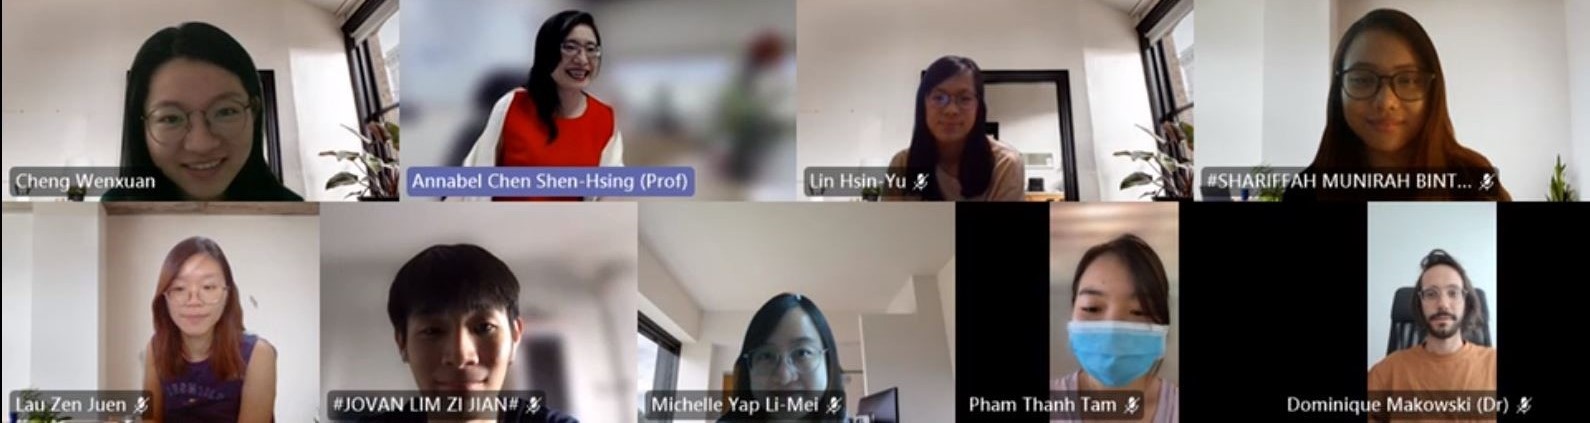 Cheng Wenxuan
Annabel Chen Shen-Hsing (Prof)
Lin Hsin-Yu
#SHARIFFAH MUNIRAH BINT...
Lau Zen Juen
#JOVAN LIM ZI JIAN#
Michelle Yap Li-Mei
Pham Thanh Tam
Dominique Makowski (Dr)